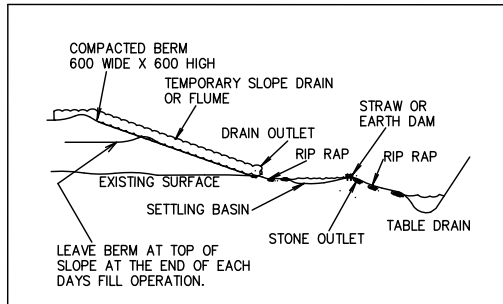 COMPACTED BERM
600 WIDE X 600 HIGH
TEMPORARY SLOPE DRAIN
OR FLUME
STRAW OR
EARTH DAM
DRAIN OUTLET
RIP RAP
RIP RAP
EXISTING SURFACE
SETTLING BASIN
TABLE DRAIN
STONE OUTLET
LEAVE BERM AT TOP OF
SLOPE AT THE END OF EACH
DAYS FILL OPERATION.